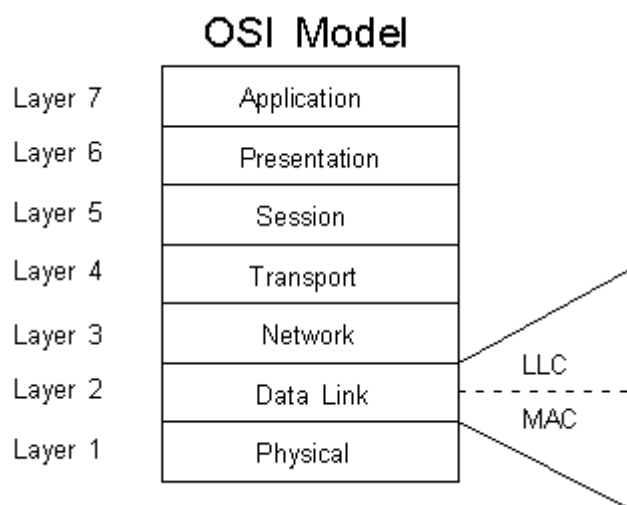 OSI Model
Layer 7 Application
Layer 6 Presentation
Layer 5 Session
Layer 4 Transport
Layer 3 Network
LLC
Layer 2 Data Link
MAC
Layer 1 Physical